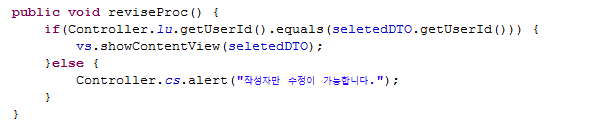 public void reviseProc() {
    if(Controller.lu.getUserId().equals(seletedDTO.getUserId())) {
        vs.showContentView(seletedDTO);
    }else {
        Controller.cs.alert("작성자만 수정이 가능합니다.");
    }
}